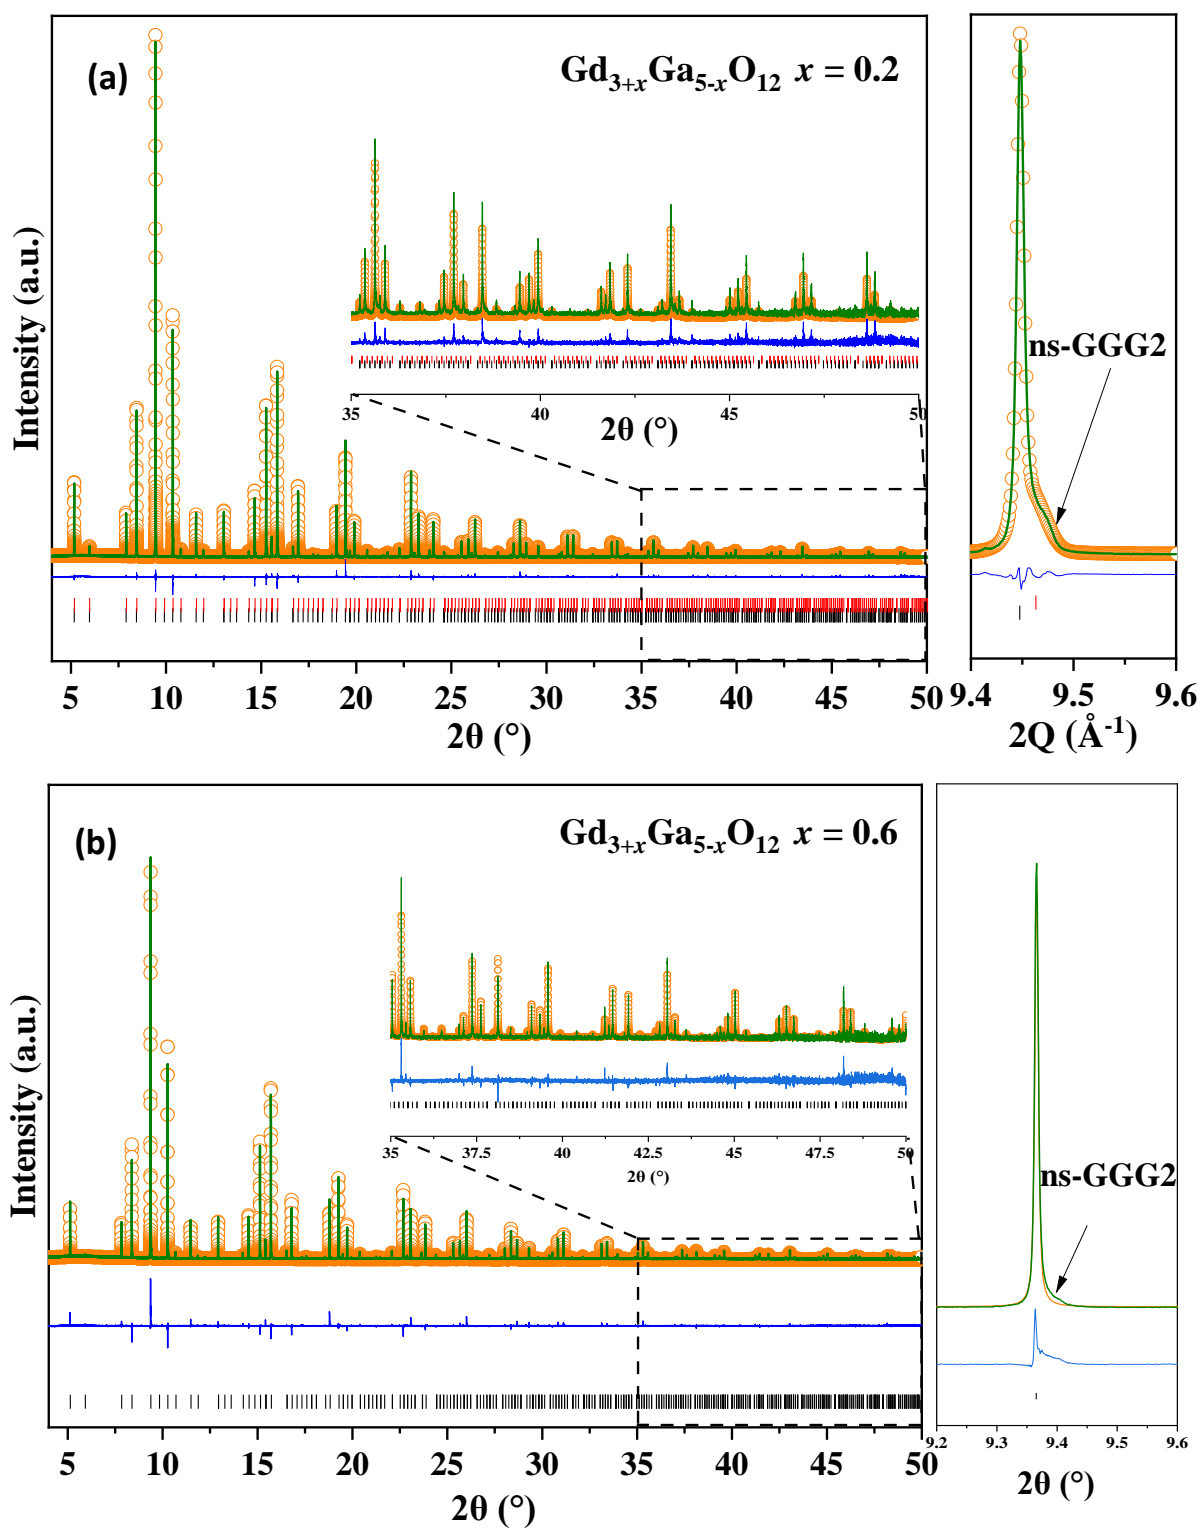 (a)
Gd3+xGa5-xO12 x = 0.2
Intensity (a.u.)
35 40 45 50
2θ (°)
5 10 15 20 25 30 35 40 45 50
2θ (°)
ns-GGG2
9.4 9.5 9.6
2Q (Å-1)
(b)
Gd3+xGa5-xO12 x = 0.6
Intensity (a.u.)
35 37.5 40 42.5 45 47.5 50
2θ (°)
5 10 15 20 25 30 35 40 45 50
2θ (°)
ns-GGG2
9.2 9.3 9.4 9.5 9.6
2θ (°)